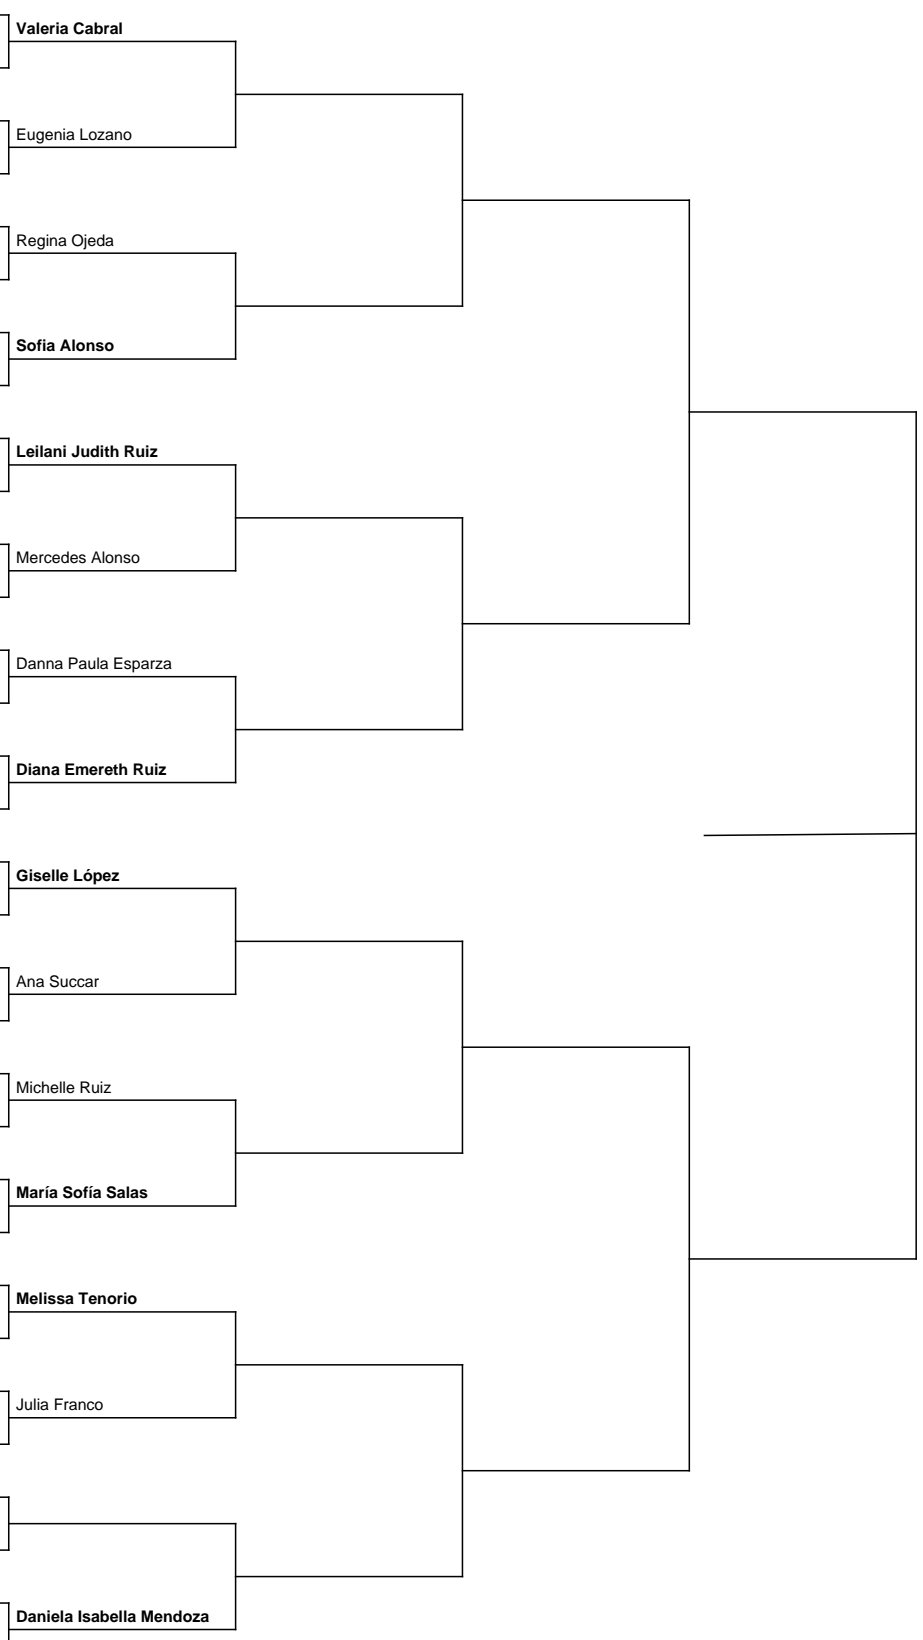 Valeria Cabral
Eugenia Lozano
Regina Ojeda
Sofia Alonso
Leilani Judith Ruiz
Mercedes Alonso
Danna Paula Esparza
Diana Emereth Ruiz
Giselle López
Ana Succar
Michelle Ruiz
María Sofía Salas
Melissa Tenorio
Julia Franco
Daniela Isabella Mendoza